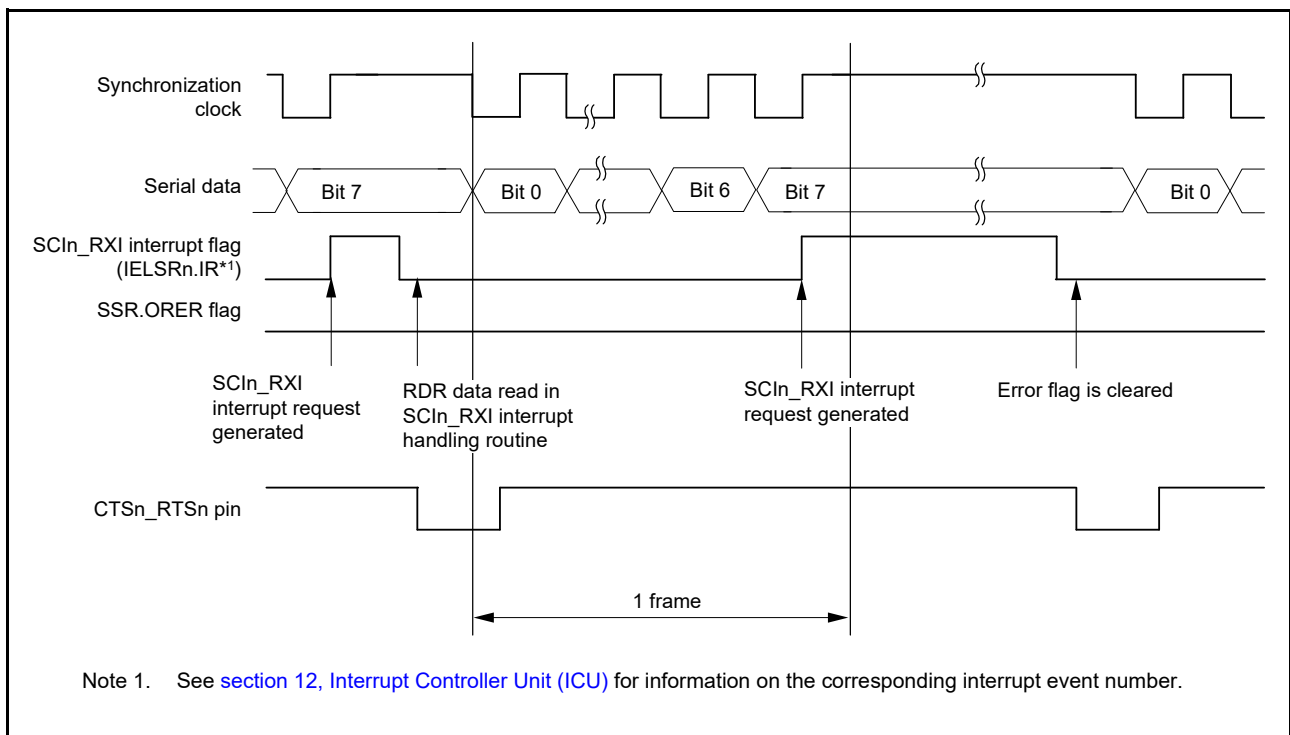 Synchronization
clock
Serial data
Bit 7
Bit 0
Bit 6
Bit 7
Bit 0
SCIn_RXI interrupt flag
(IELSRn.IR*1)
SSR.ORER flag
SCIn_RXI
interrupt request
generated
RDR data read in
SCIn_RXI interrupt
handling routine
SCIn_RXI interrupt
request generated
Error flag is cleared
CTSn_RTSn pin
1 frame
Note 1. See section 12, Interrupt Controller Unit (ICU) for information on the corresponding interrupt event number.